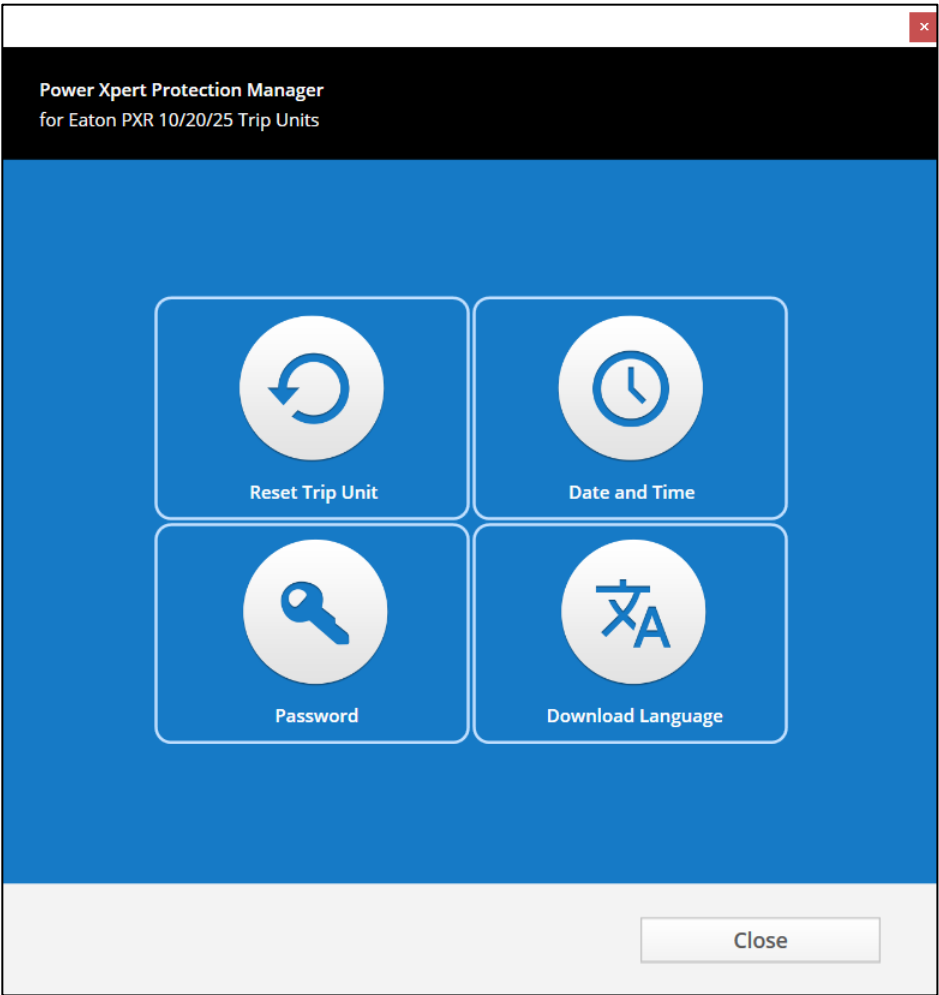 Power Xpert Protection Manager
for Eaton PXR 10/20/25 Trip Units
Reset Trip Unit
Date and Time
Password
Download Language
Close